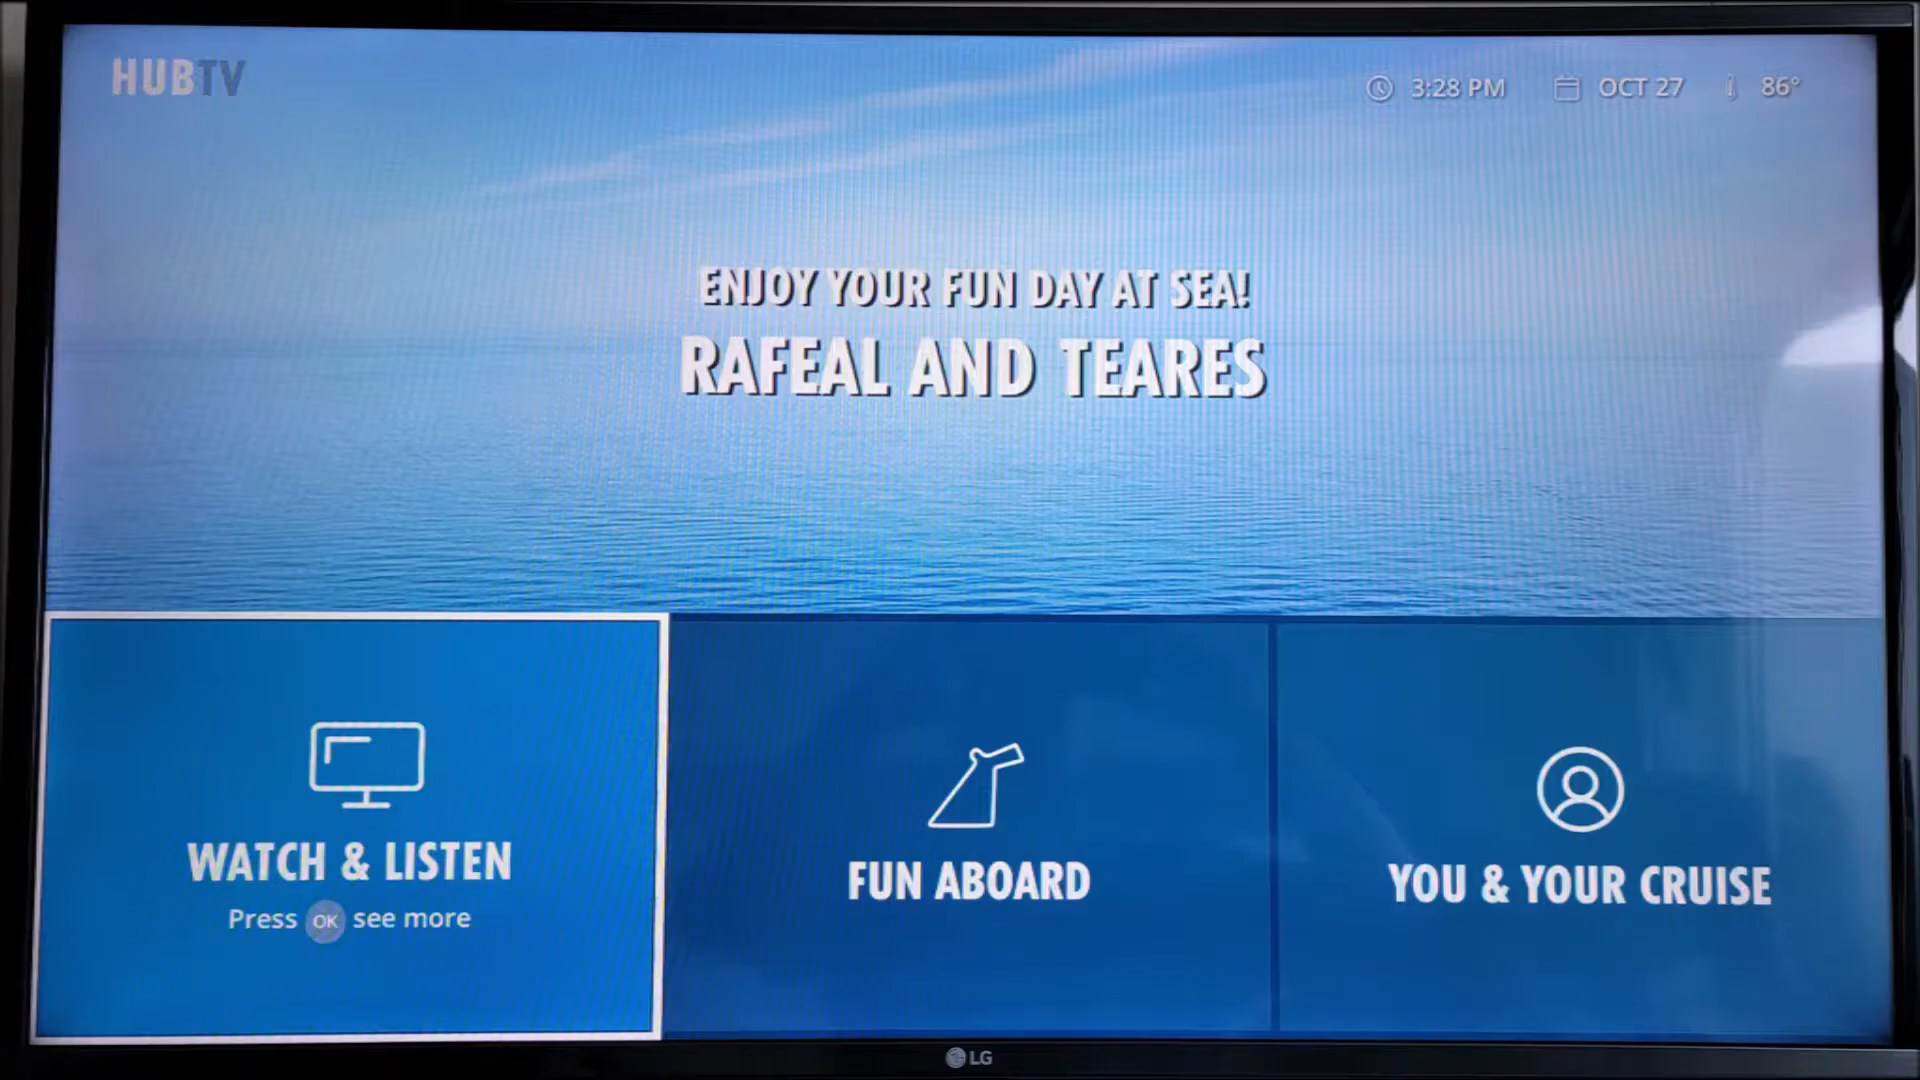 HUBTV
3:28 PM
OCT 27
86°
ENJOY YOUR FUN DAY AT SEA!
RAFEAL AND TEARES
WATCH & LISTEN
Press OK see more
FUN ABOARD
YOU & YOUR CRUISE
LG